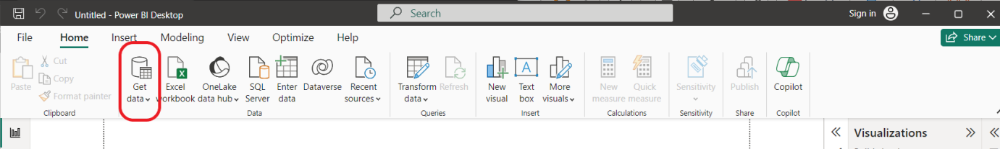 Untitled - Power BI Desktop
Search
Sign in
File Home Insert Modeling View Optimize Help
Share
Paste
Cut
Copy
Format painter
Clipboard
Get data
Excel workbook
OneLake data hub
SQL Server
Enter data
Dataverse
Recent sources
Data
Transform data
Refresh
Queries
New visual
Text box
More visuals
Insert
New measure
Quick measure
Calculations
Sensitivity
Sensitivity
Publish
Share
Copilot
Copilot
Visualizations